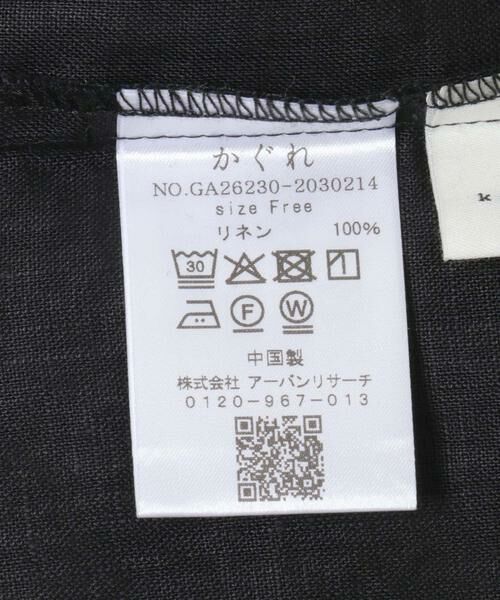 かぐれ
NO.GA26230-2030214
size Free
リネン 100%
30
F W
中国製
株式会社 アーバンリサーチ
0120-967-013
k